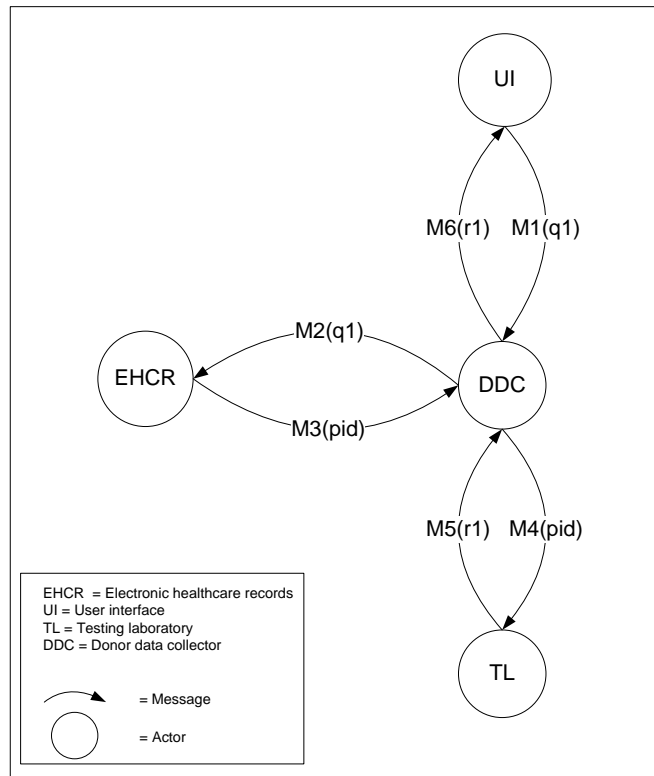 UI
M6(r1)
M1(q1)
M2(q1)
EHCR
DDC
M3(pid)
M5(r1)
M4(pid)
TL
EHCR = Electronic healthcare records
UI = User interface
TL = Testing laboratory
DDC = Donor data collector
= Message
= Actor